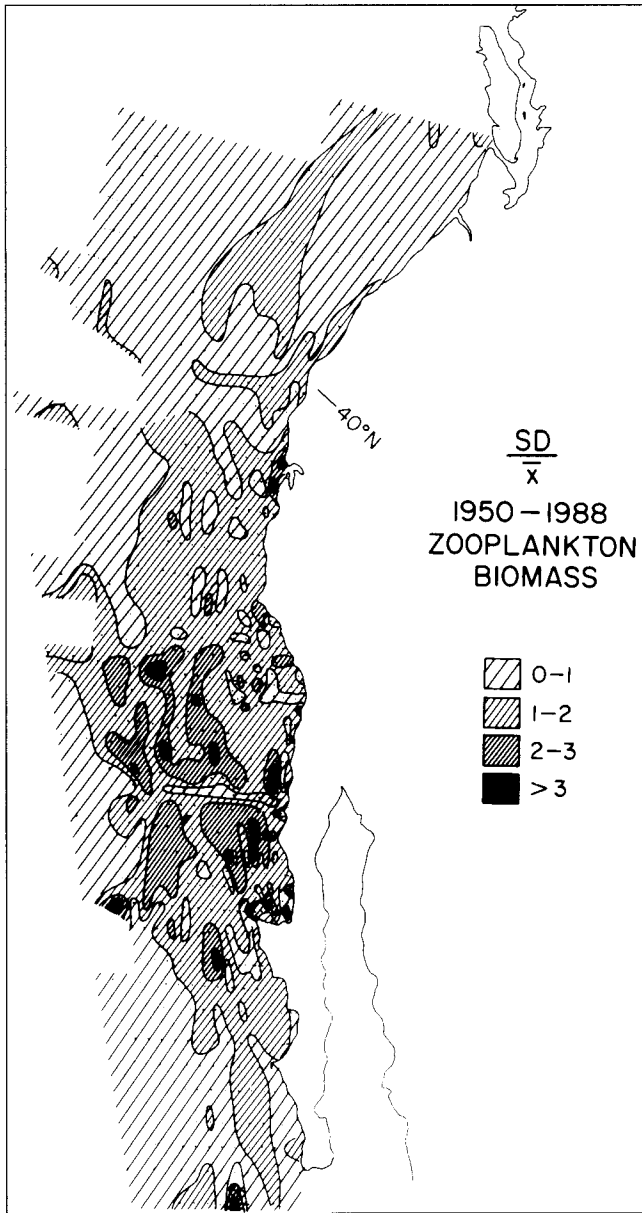 40°N
SD
x̄
1950–1988
ZOOPLANKTON
BIOMASS
0–1
1–2
2–3
>3